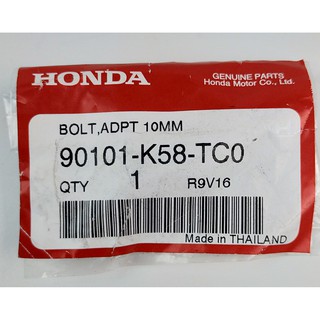 HONDA
GENUINE PARTS
Honda Motor Co., Ltd.
BOLT,ADPT 10MM
90101-K58-TC0
QTY 1 R9V16
Made in THAILAND